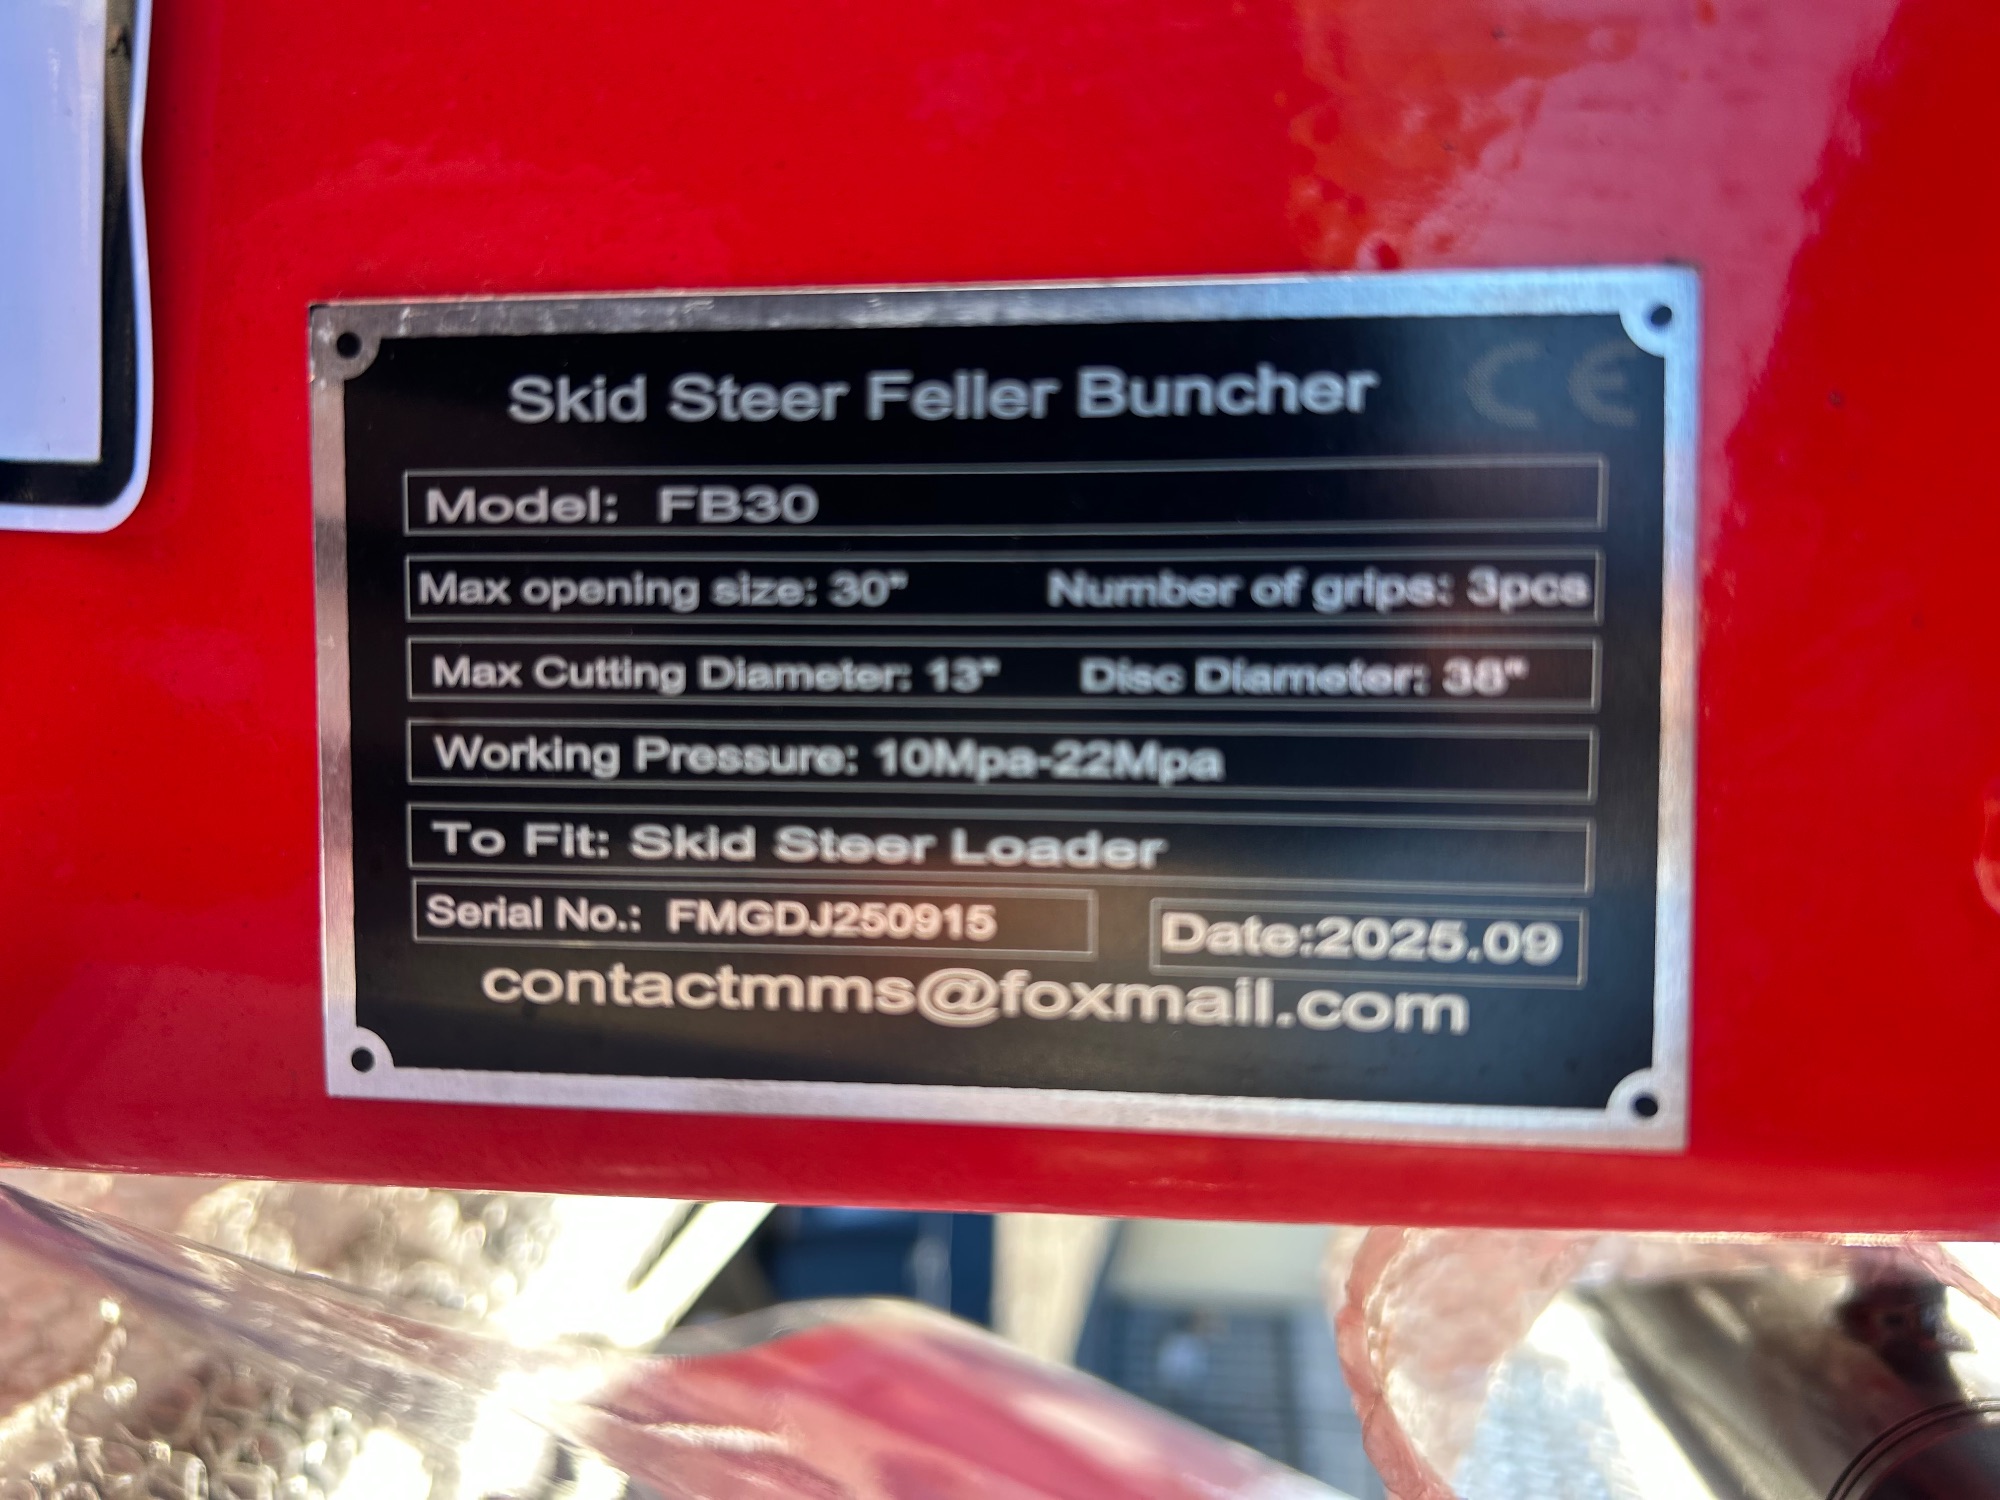 Skid Steer Feller Buncher CE
Model: FB30
Max opening size: 30" Number of grips: 3pcs
Max Cutting Diameter: 13" Disc Diameter: 38"
Working Pressure: 10Mpa-22Mpa
To Fit: Skid Steer Loader
Serial No.: FMGDJ250915 Date:2025.09
contactmms@foxmail.com